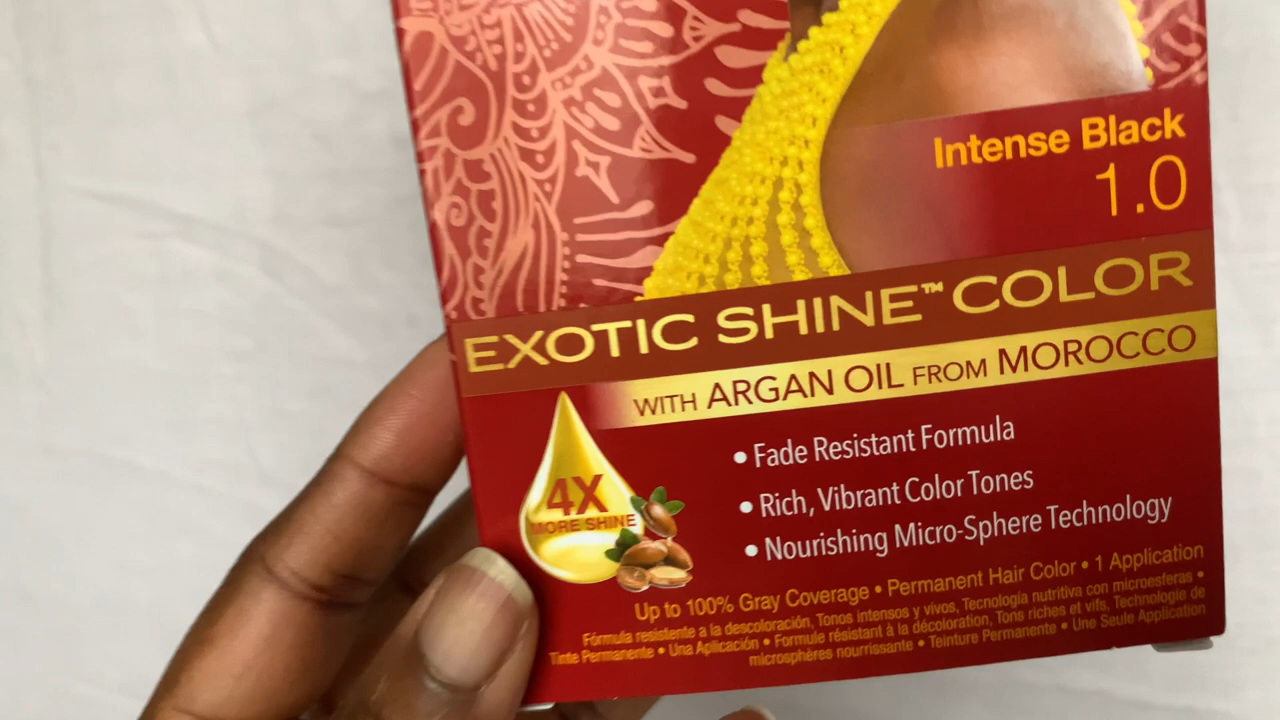 Intense Black
1.0
EXOTIC SHINE™ COLOR
WITH ARGAN OIL FROM MOROCCO
4X
MORE SHINE
• Fade Resistant Formula
• Rich, Vibrant Color Tones
• Nourishing Micro-Sphere Technology
Up to 100% Gray Coverage • Permanent Hair Color • 1 Application
Fórmula resistente a la descoloración, Tonos intensos y vivos, Tecnología nutritiva con microesferas •
Tinte Permanente • Una Aplicación • Formule résistant à la décoloration, Tons riches et vifs, Technologie de
microsphères nourrissante • Teinture Permanente • Une Seule Application